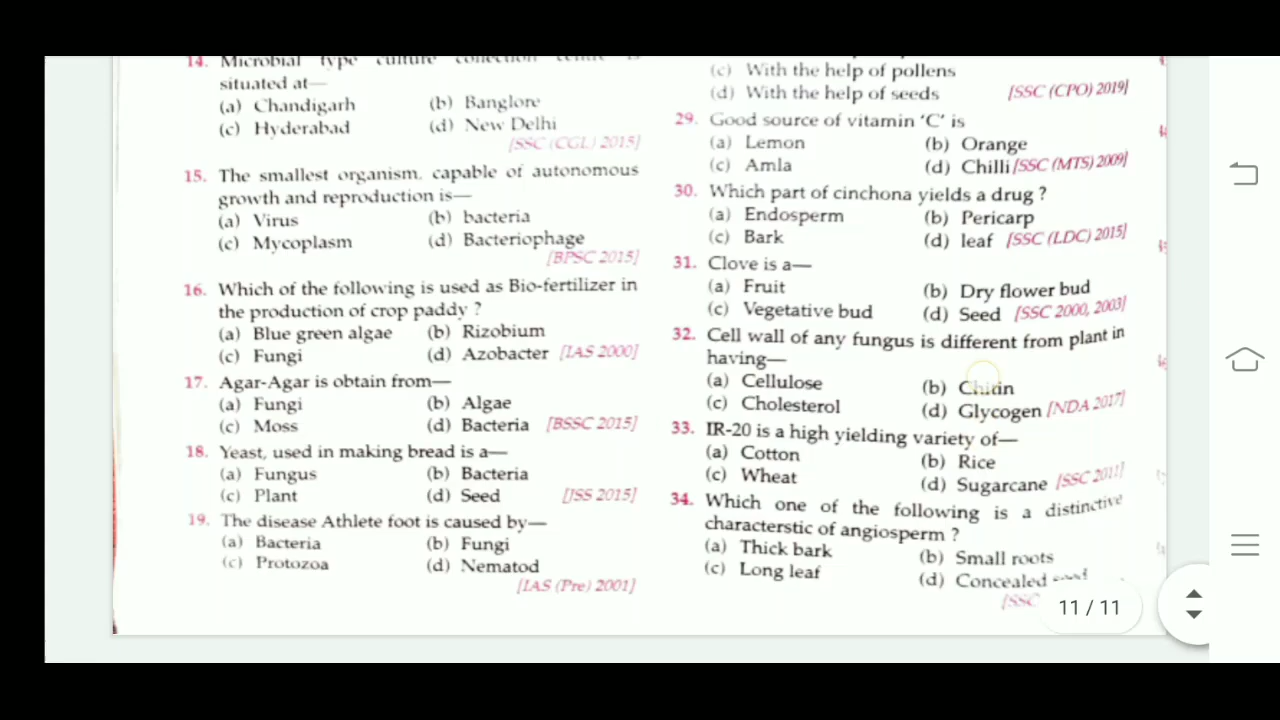 14. Microbial type culture collection centre is
situated at—
(a) Chandigarh (b) Banglore
(c) Hyderabad (d) New Delhi
[SSC (CGL) 2015]
15. The smallest organism, capable of autonomous
growth and reproduction is—
(a) Virus (b) bacteria
(c) Mycoplasm (d) Bacteriophage
[BPSC 2015]
16. Which of the following is used as Bio-fertilizer in
the production of crop paddy ?
(a) Blue green algae (b) Rizobium
(c) Fungi (d) Azobacter [IAS 2000]
17. Agar-Agar is obtain from—
(a) Fungi (b) Algae
(c) Moss (d) Bacteria [BSSC 2015]
18. Yeast, used in making bread is a—
(a) Fungus (b) Bacteria
(c) Plant (d) Seed [JSS 2015]
19. The disease Athlete foot is caused by—
(a) Bacteria (b) Fungi
(c) Protozoa (d) Nematod
[IAS (Pre) 2001]
(c) With the help of pollens
(d) With the help of seeds [SSC (CPO) 2019]
29. Good source of vitamin ‘C’ is
(a) Lemon (b) Orange
(c) Amla (d) Chilli [SSC (MTS) 2009]
30. Which part of cinchona yields a drug ?
(a) Endosperm (b) Pericarp
(c) Bark (d) leaf [SSC (LDC) 2015]
31. Clove is a—
(a) Fruit (b) Dry flower bud
(c) Vegetative bud (d) Seed [SSC 2000, 2003]
32. Cell wall of any fungus is different from plant in
having—
(a) Cellulose (b) Chitin
(c) Cholesterol (d) Glycogen [NDA 2017]
33. IR-20 is a high yielding variety of—
(a) Cotton (b) Rice
(c) Wheat (d) Sugarcane [SSC 2011]
34. Which one of the following is a distinctive
characterstic of angiosperm ?
(a) Thick bark (b) Small roots
(c) Long leaf (d) Concealed seed
[SSC
11 / 11